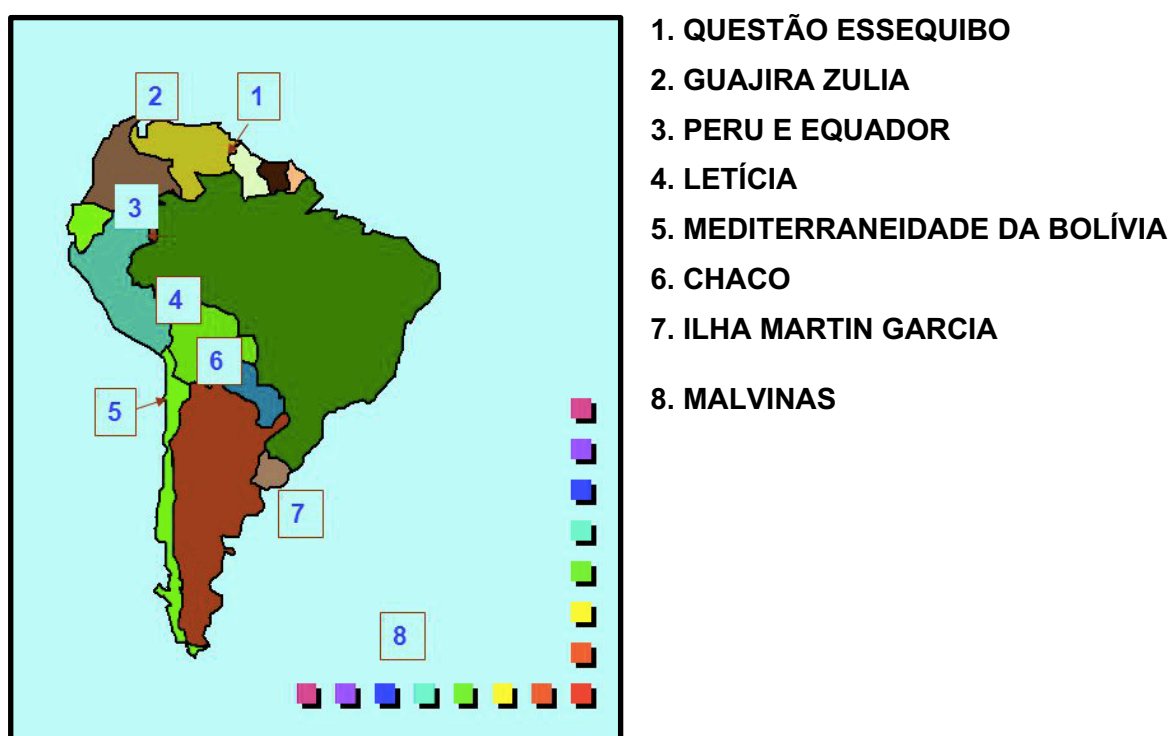 1. QUESTÃO ESSEQUIBO
2. GUAJIRA ZULIA
3. PERU E EQUADOR
4. LETÍCIA
5. MEDITERRANEIDADE DA BOLÍVIA
6. CHACO
7. ILHA MARTIN GARCIA
8. MALVINAS
2
1
3
4
6
5
7
8